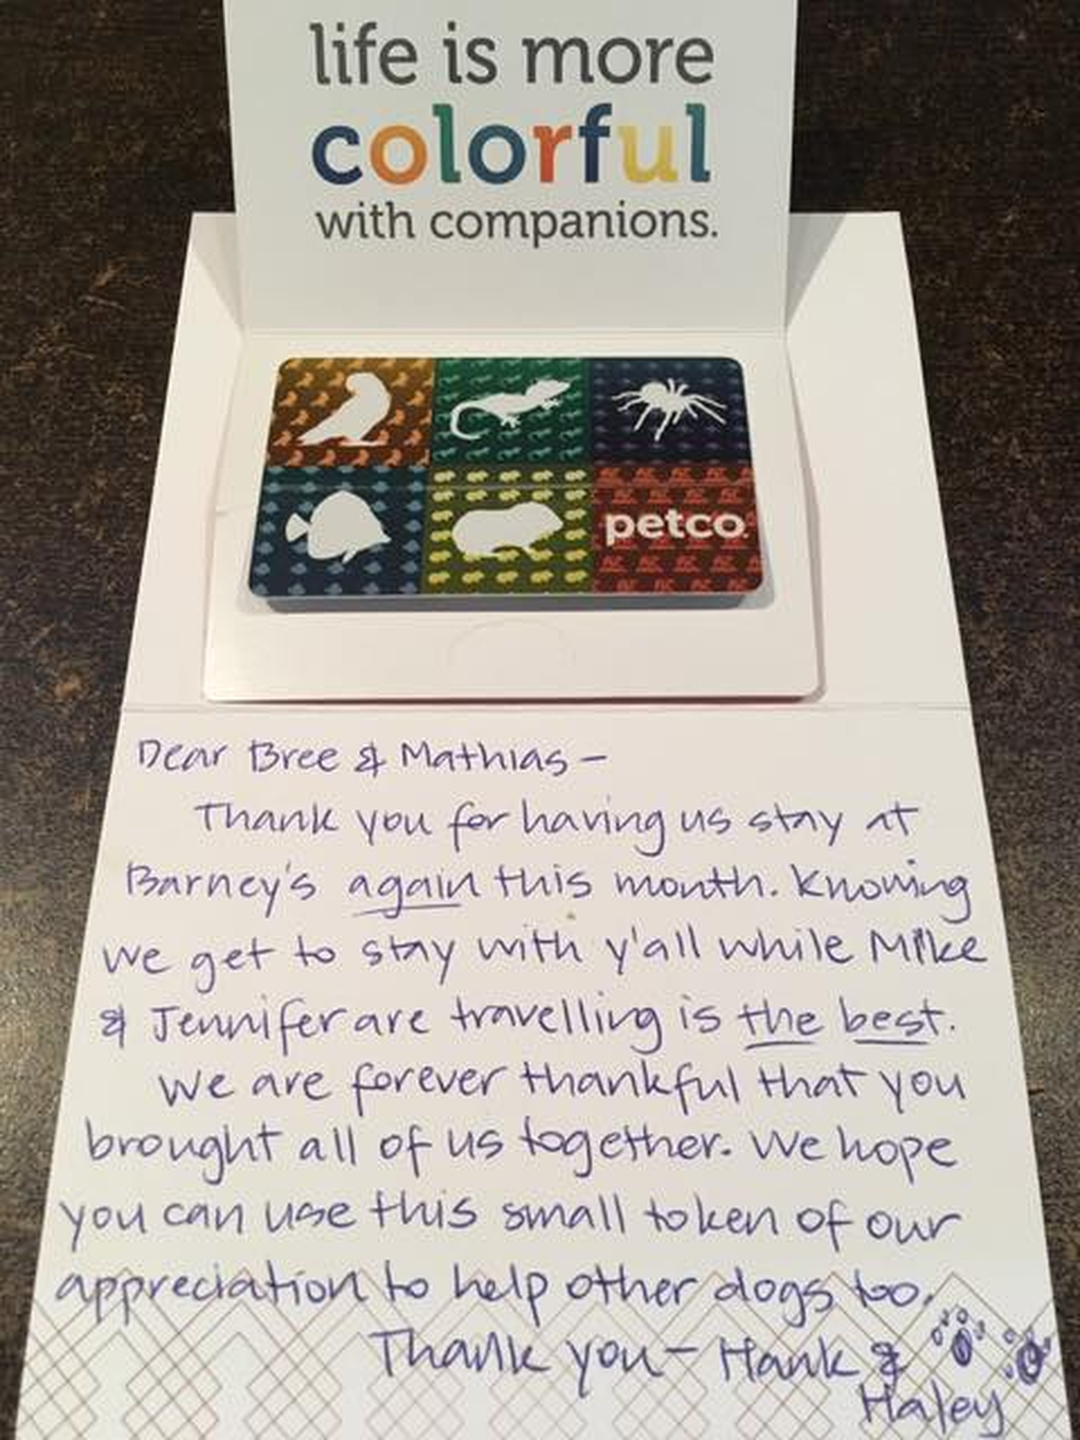 life is more
colorful
with companions.
petco
Dear Bree & Mathias –
Thank you for having us stay at
Barney's again this month. Knowing
we get to stay with y'all while Mike
& Jennifer are travelling is the best.
We are forever thankful that you
brought all of us together. We hope
you can use this small token of our
appreciation to help other dogs too.
Thank you – Hank &
Haley